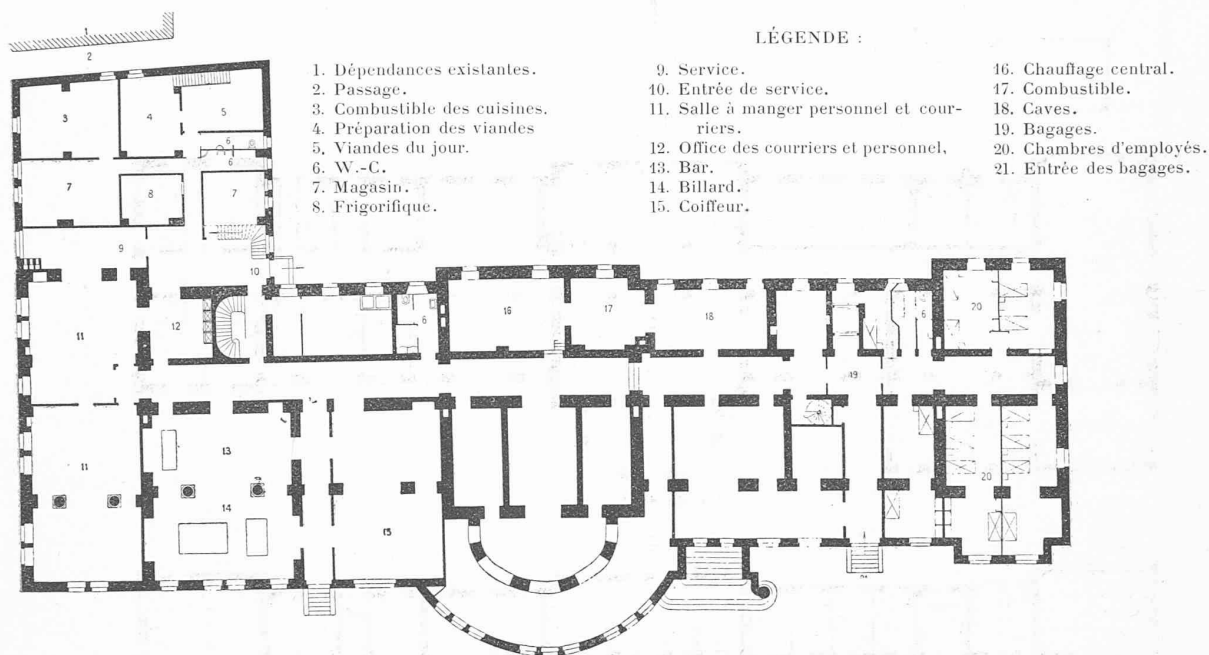 LÉGENDE :
1. Dépendances existantes.
2. Passage.
3. Combustible des cuisines.
4. Préparation des viandes
5. Viandes du jour.
6. W.-C.
7. Magasin.
8. Frigorifique.
9. Service.
10. Entrée de service.
11. Salle à manger personnel et cour-
riers.
12. Office des courriers et personnel,
13. Bar.
14. Billard.
15. Coiffeur.
16. Chauffage central.
17. Combustible.
18. Caves.
19. Bagages.
20. Chambres d'employés.
21. Entrée des bagages.
1
2
3
4
5
6
6
7
8
7
9
10
11
12
6
16
17
18
6
20
19
11
13
14
15
20